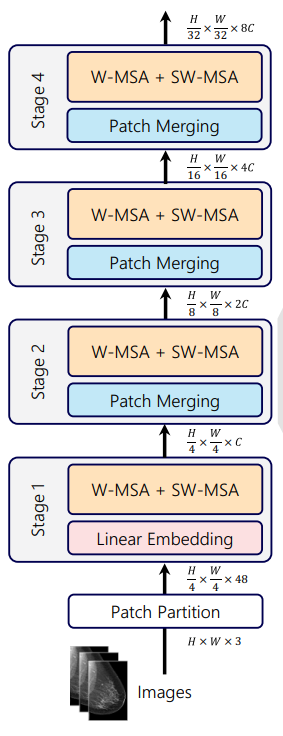 H/32 × W/32 × 8C
Stage 4
W-MSA + SW-MSA
Patch Merging
H/16 × W/16 × 4C
Stage 3
W-MSA + SW-MSA
Patch Merging
H/8 × W/8 × 2C
Stage 2
W-MSA + SW-MSA
Patch Merging
H/4 × W/4 × C
Stage 1
W-MSA + SW-MSA
Linear Embedding
H/4 × W/4 × 48
Patch Partition
H × W × 3
Images